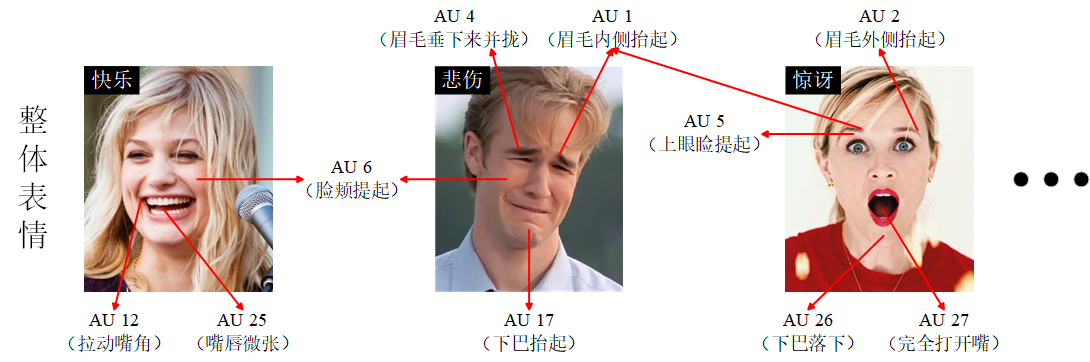 AU 4
（眉毛垂下来并拢）
AU 1
（眉毛内侧抬起）
AU 2
（眉毛外侧抬起）
快乐
悲伤
惊讶
整体表情
AU 5
（上眼睑提起）
AU 6
（脸颊提起）
AU 12
（拉动嘴角）
AU 25
（嘴唇微张）
AU 17
（下巴抬起）
AU 26
（下巴落下）
AU 27
（完全打开嘴）